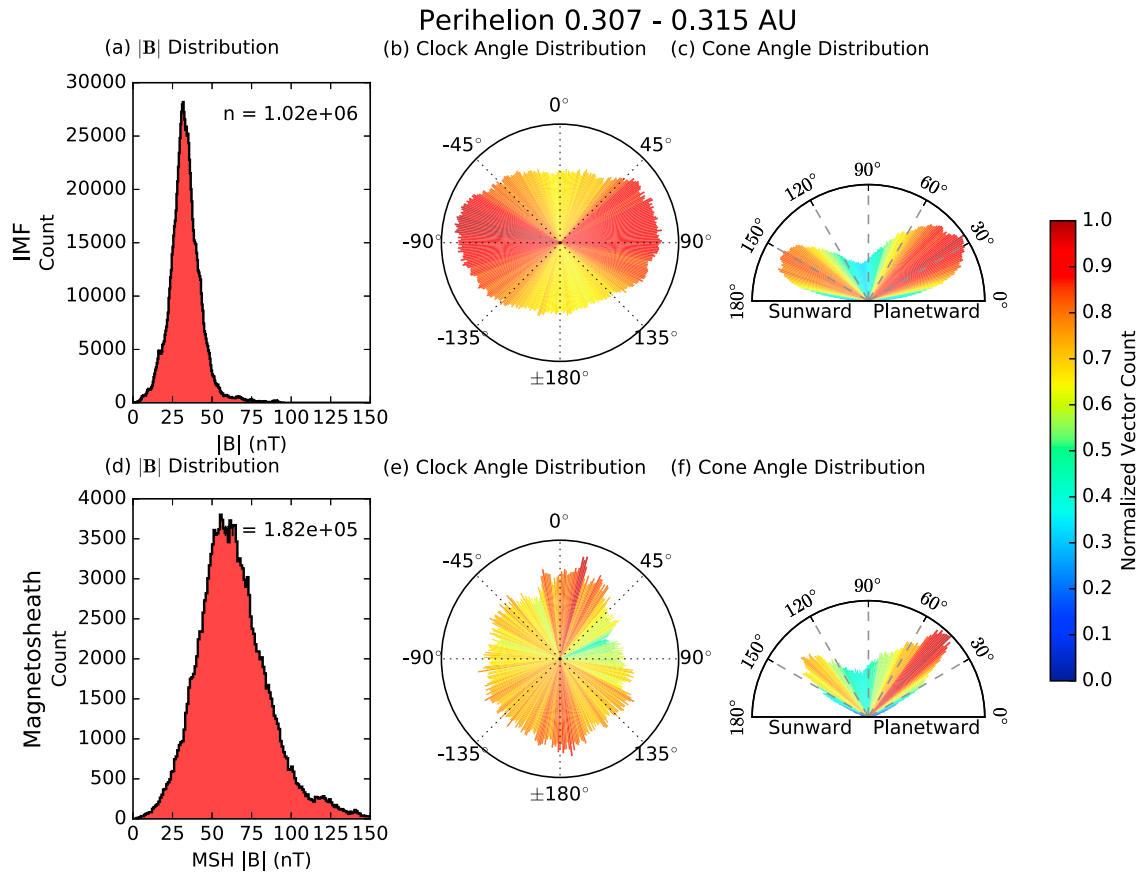 Perihelion 0.307 - 0.315 AU
(a) |B| Distribution
(b) Clock Angle Distribution
(c) Cone Angle Distribution
IMF
Count
30000
25000
20000
15000
10000
5000
0
n = 1.02e+06
0 25 50 75 100 125 150
|B| (nT)
0°
45°
90°
135°
±180°
-135°
-90°
-45°
180°
150°
120°
90°
60°
30°
0°
Sunward Planetward
(d) |B| Distribution
(e) Clock Angle Distribution
(f) Cone Angle Distribution
Magnetosheath
Count
4000
3500
3000
2500
2000
1500
1000
500
0
= 1.82e+05
0 25 50 75 100 125 150
MSH |B| (nT)
0°
45°
90°
135°
±180°
-135°
-90°
-45°
180°
150°
120°
90°
60°
30°
0°
Sunward Planetward
1.0
0.9
0.8
0.7
0.6
0.5
0.4
0.3
0.2
0.1
0.0
Normalized Vector Count